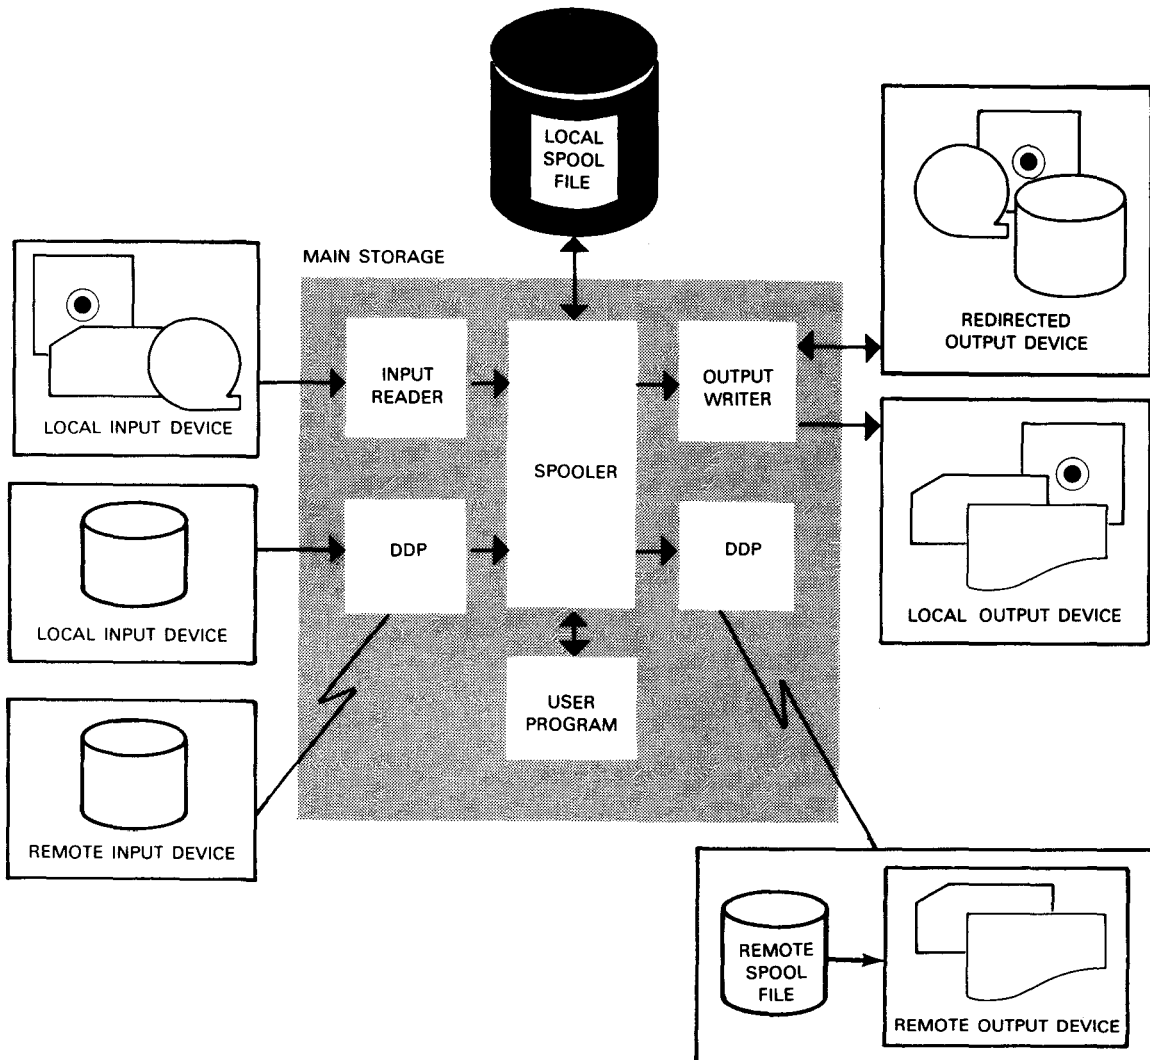 LOCAL
SPOOL
FILE
MAIN STORAGE
REDIRECTED
OUTPUT DEVICE
LOCAL INPUT DEVICE
INPUT
READER
SPOOLER
OUTPUT
WRITER
LOCAL OUTPUT DEVICE
LOCAL INPUT DEVICE
DDP
DDP
USER
PROGRAM
REMOTE INPUT DEVICE
REMOTE
SPOOL
FILE
REMOTE OUTPUT DEVICE